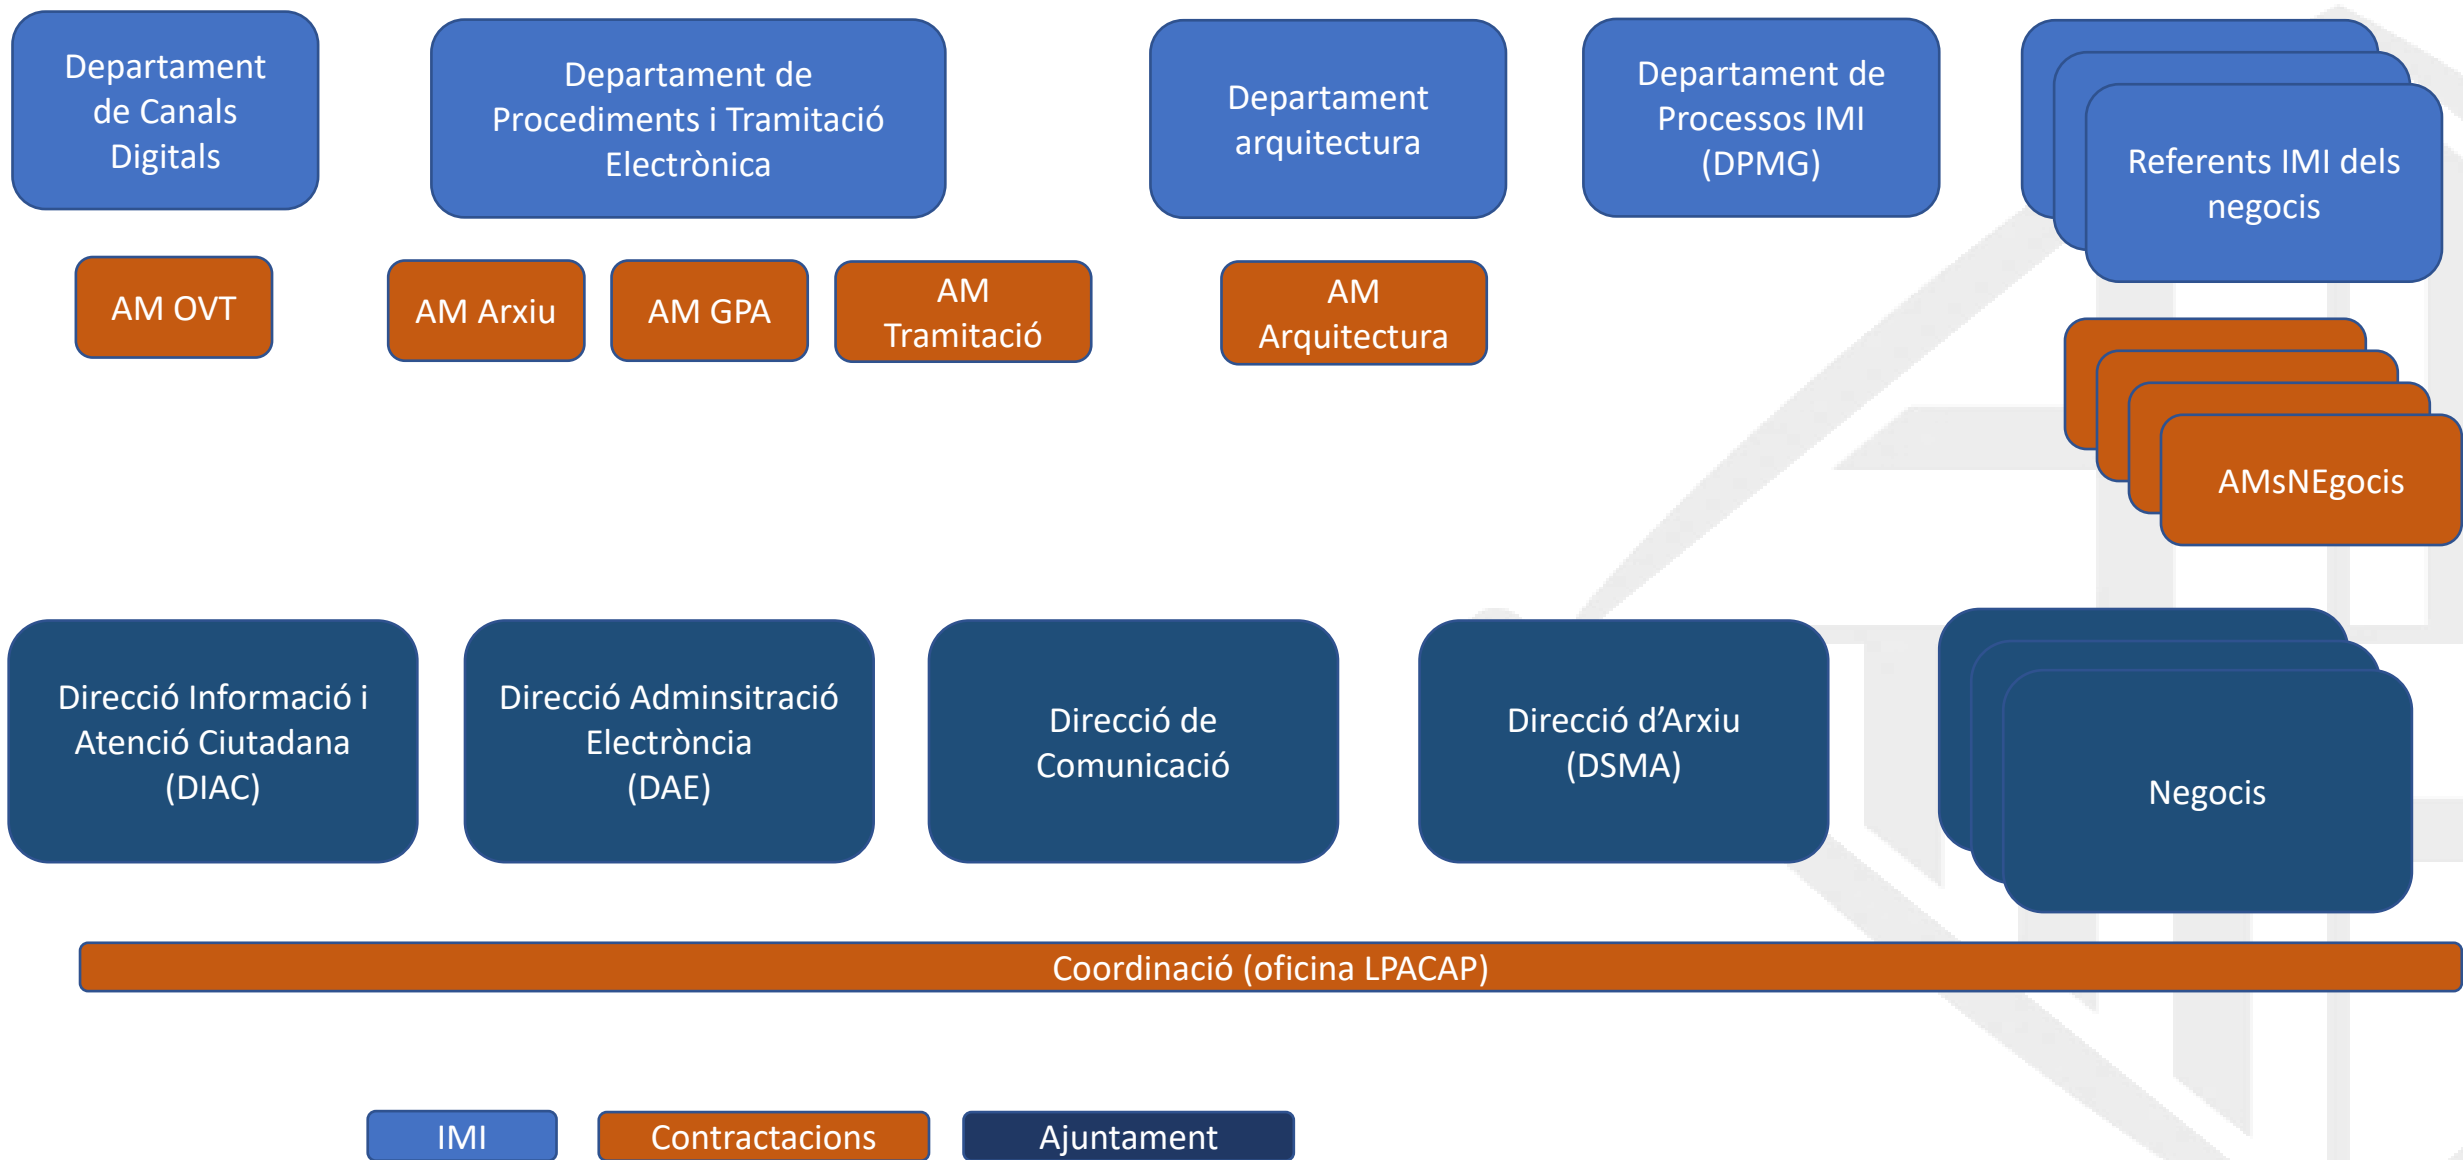 Departament
de Canals
Digitals
Departament de
Procediments i Tramitació
Electrònica
Departament
arquitectura
Departament de
Processos IMI
(DPMG)
Referents IMI dels
negocis
AM OVT
AM Arxiu
AM GPA
AM
Tramitació
AM
Arquitectura
AMsNEgocis
Direcció Informació i
Atenció Ciutadana
(DIAC)
Direcció Adminsitració
Electròncia
(DAE)
Direcció de
Comunicació
Direcció d’Arxiu
(DSMA)
Negocis
Coordinació (oficina LPACAP)
IMI
Contractacions
Ajuntament